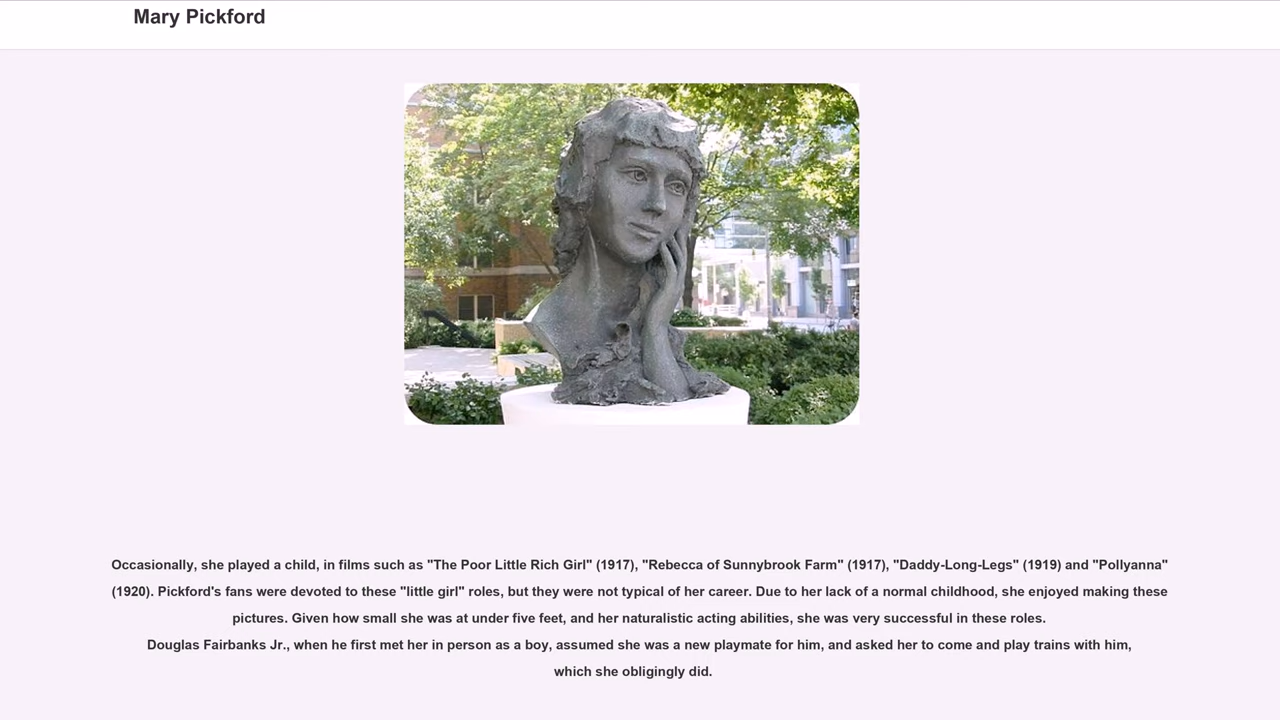 Mary Pickford
Occasionally, she played a child, in films such as "The Poor Little Rich Girl" (1917), "Rebecca of Sunnybrook Farm" (1917), "Daddy-Long-Legs" (1919) and "Pollyanna"
(1920). Pickford's fans were devoted to these "little girl" roles, but they were not typical of her career. Due to her lack of a normal childhood, she enjoyed making these
pictures. Given how small she was at under five feet, and her naturalistic acting abilities, she was very successful in these roles.
Douglas Fairbanks Jr., when he first met her in person as a boy, assumed she was a new playmate for him, and asked her to come and play trains with him,
which she obligingly did.